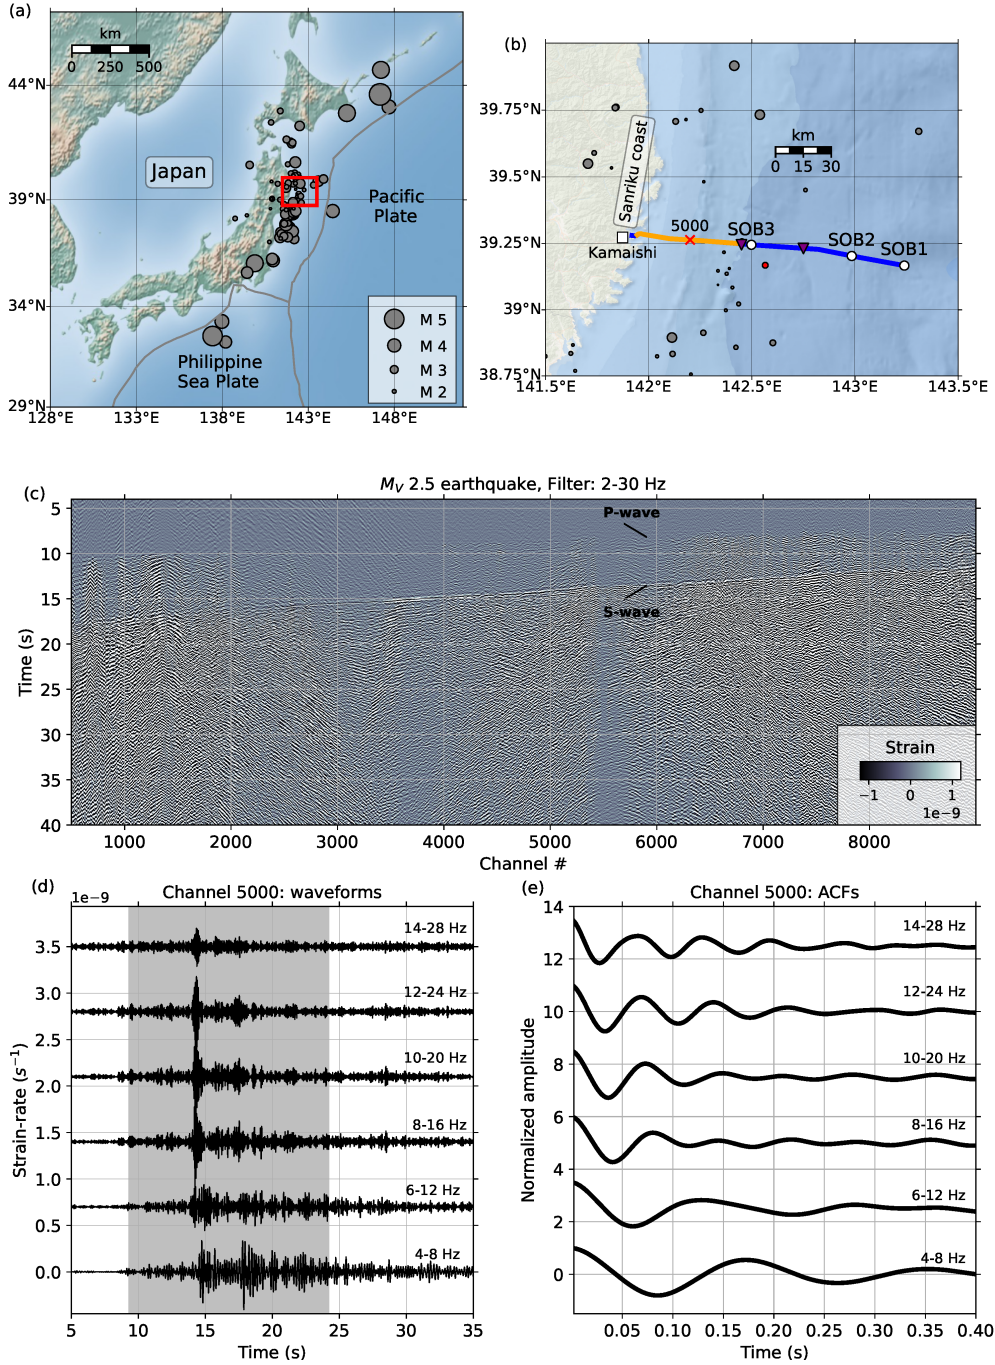 (a)
km
0 250 500
44°N
39°N
34°N
29°N
128°E 133°E 138°E 143°E 148°E
Japan
Pacific
Plate
Philippine
Sea Plate
M 5
M 4
M 3
M 2
(b)
39.75°N
39.5°N
39.25°N
39°N
38.75°N
141.5°E 142°E 142.5°E 143°E 143.5°E
km
0 15 30
Sanriku coast
5000
SOB3
SOB2
SOB1
Kamaishi
(c)
M_V 2.5 earthquake, Filter: 2-30 Hz
P-wave
S-wave
Time (s)
5
10
15
20
25
30
35
40
Strain
−1 0 1
1e−9
1000 2000 3000 4000 5000 6000 7000 8000
Channel #
(d)
1e−9
Channel 5000: waveforms
Strain-rate (s⁻¹)
3.5
3.0
2.5
2.1
1.4
1.0
0.5
0.0
14-28 Hz
12-24 Hz
10-20 Hz
8-16 Hz
6-12 Hz
4-8 Hz
5 10 15 20 25 30 35
Time (s)
(e)
Channel 5000: ACFs
Normalized amplitude
14
12
10
8
6
4
2
0
14-28 Hz
12-24 Hz
10-20 Hz
8-16 Hz
6-12 Hz
4-8 Hz
0.05 0.10 0.15 0.20 0.25 0.30 0.35 0.40
Time (s)